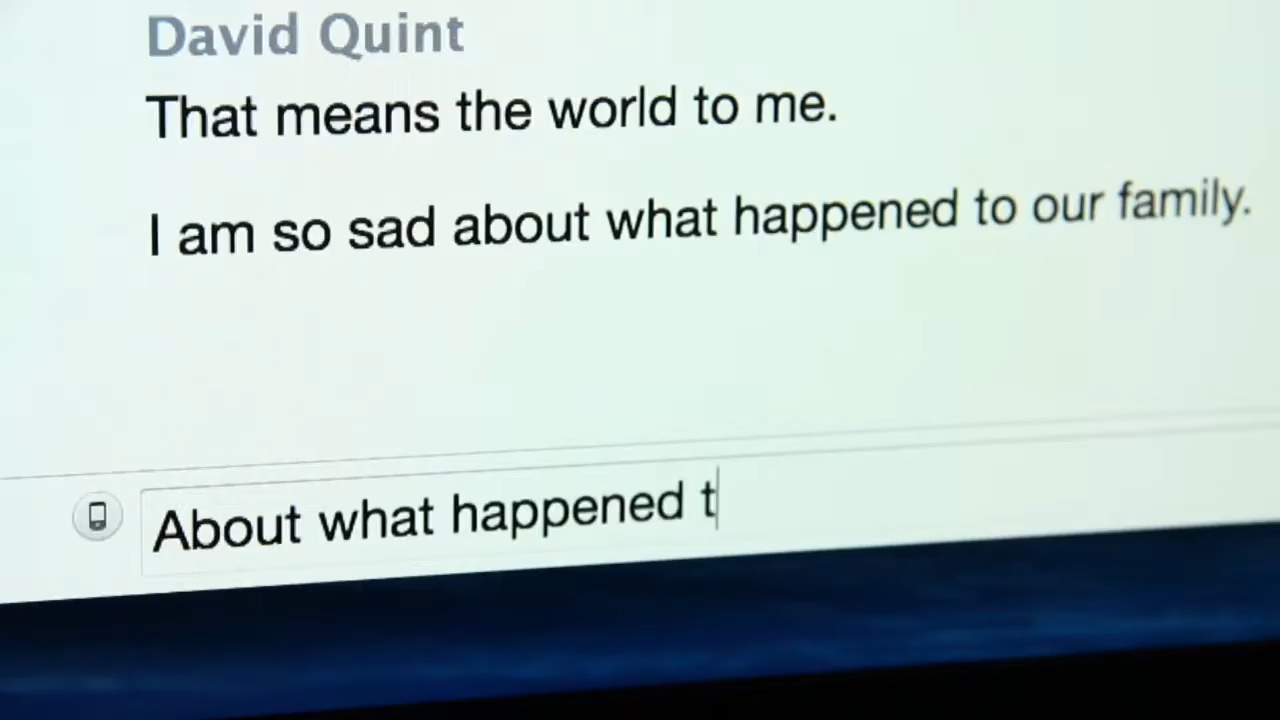 David Quint
That means the world to me.
I am so sad about what happened to our family.
About what happened t